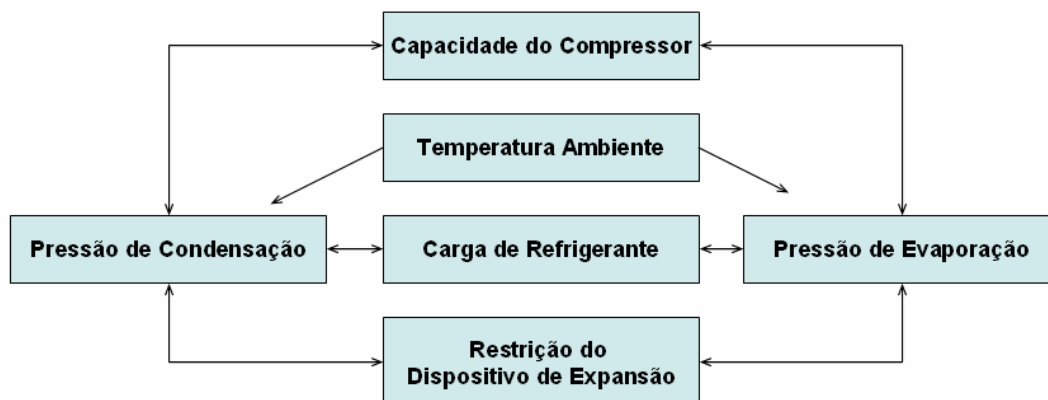 Capacidade do Compressor
Temperatura Ambiente
Pressão de Condensação
Carga de Refrigerante
Pressão de Evaporação
Restrição do
Dispositivo de Expansão